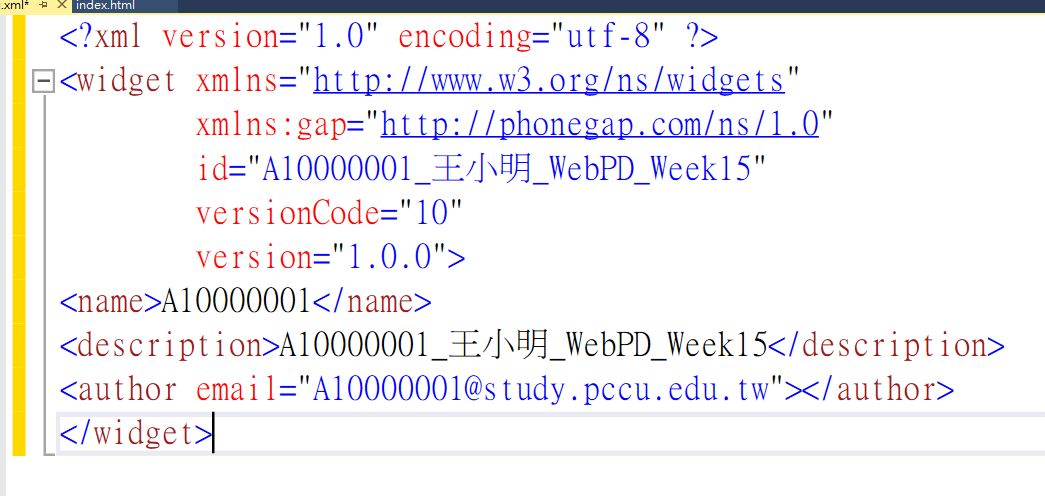 .xml* index.html
<?xml version="1.0" encoding="utf-8" ?>
<widget xmlns="http://www.w3.org/ns/widgets"
xmlns:gap="http://phonegap.com/ns/1.0"
id="A10000001_王小明_WebPD_Week15"
versionCode="10"
version="1.0.0">
<name>A10000001</name>
<description>A10000001_王小明_WebPD_Week15</description>
<author email="A10000001@study.pccu.edu.tw"></author>
</widget>